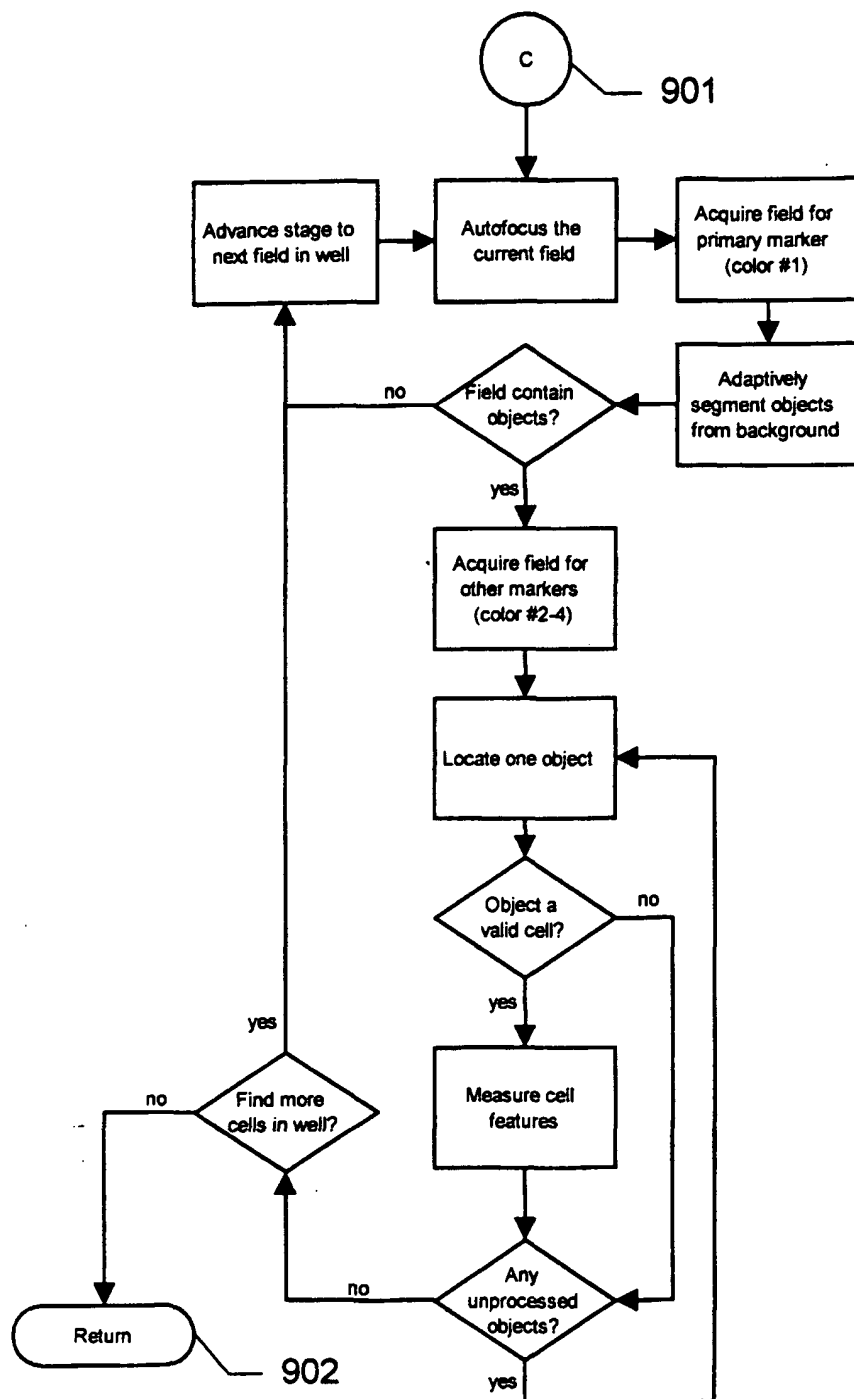 C
901
Advance stage to
next field in well
Autofocus the
current field
Acquire field for
primary marker
(color #1)
no
Field contain
objects?
Adaptively
segment objects
from background
yes
Acquire field for
other markers
(color #2-4)
Locate one object
Object a
valid cell?
no
yes
yes
Measure cell
features
no
Find more
cells in well?
no
Any
unprocessed
objects?
Return
902
yes